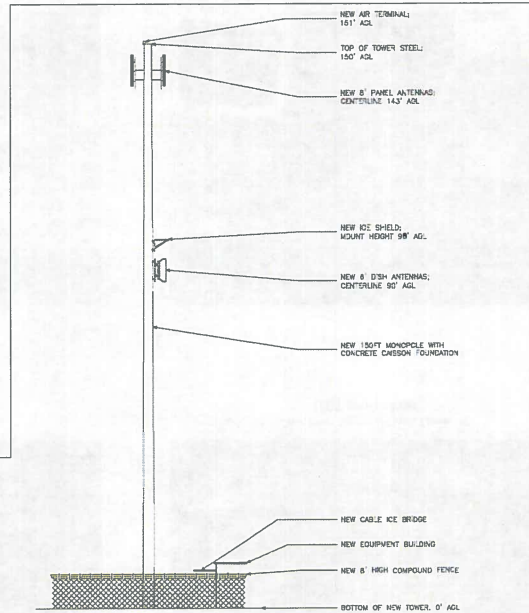 NEW AIR TERMINAL;
151' AGL
TOP OF TOWER STEEL;
150' AGL
NEW 8' PANEL ANTENNAS;
CENTERLINE 143' AGL
NEW ICE SHIELD;
MOUNT HEIGHT 98' AGL
NEW 8' DISH ANTENNAS;
CENTERLINE 90' AGL
NEW 150FT MONOPOLE WITH
CONCRETE CAISSON FOUNDATION
NEW CABLE ICE BRIDGE
NEW EQUIPMENT BUILDING
NEW 8' HIGH COMPOUND FENCE
BOTTOM OF NEW TOWER, 0' AGL